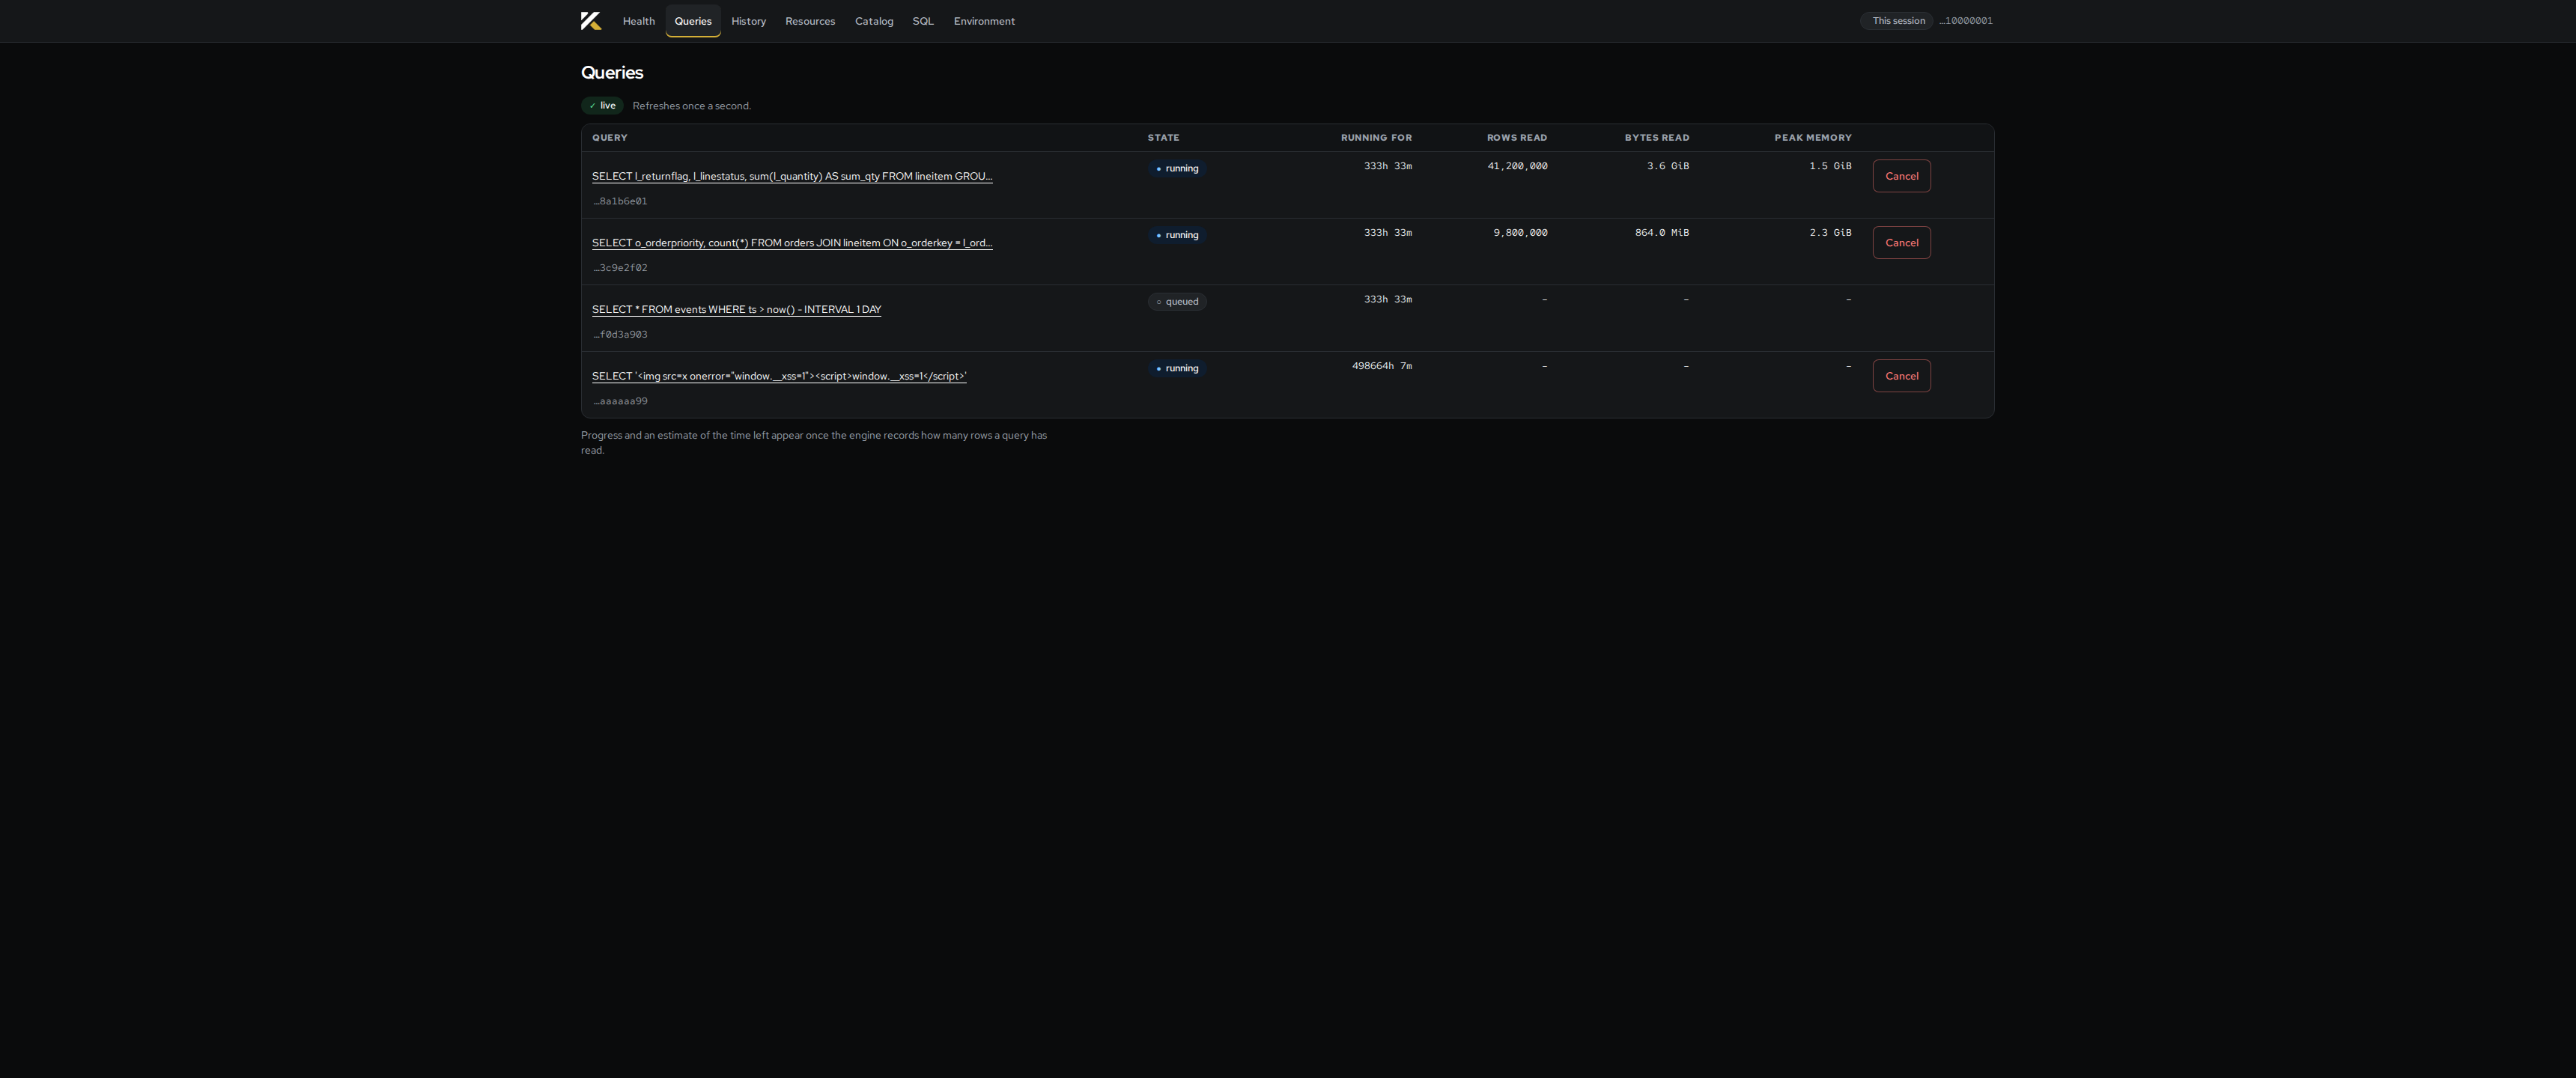 Health Queries History Resources Catalog SQL Environment This session …10000001
Queries
✓ live Refreshes once a second.
QUERY STATE RUNNING FOR ROWS READ BYTES READ PEAK MEMORY
SELECT l_returnflag, l_linestatus, sum(l_quantity) AS sum_qty FROM lineitem GROU… running 333h 33m 41,200,000 3.6 GiB 1.5 GiB Cancel
…8a1b6e01
SELECT o_orderpriority, count(*) FROM orders JOIN lineitem ON o_orderkey = l_ord… running 333h 33m 9,800,000 864.0 MiB 2.3 GiB Cancel
…3c9e2f02
SELECT * FROM events WHERE ts > now() - INTERVAL 1 DAY queued 333h 33m – – –
…f0d3a903
SELECT '<img src=x onerror="window.__xss=1"><script>window.__xss=1</script>' running 498664h 7m – – – Cancel
…aaaaaa99
Progress and an estimate of the time left appear once the engine records how many rows a query has
read.